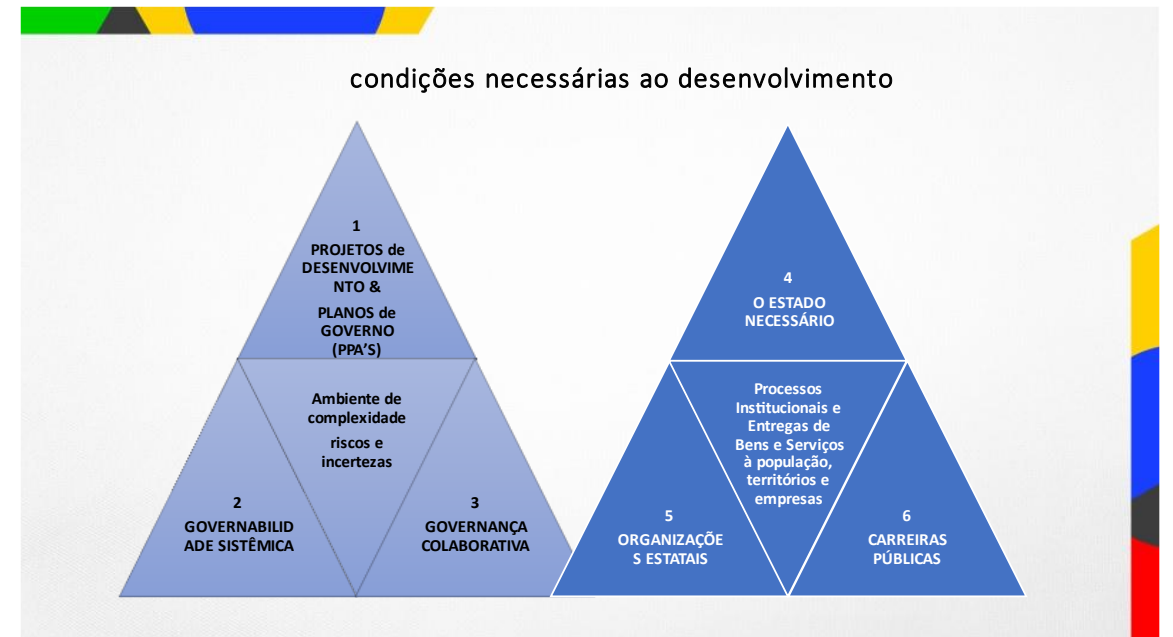 condições necessárias ao desenvolvimento
1
PROJETOS de
DESENVOLVIME
NTO &
PLANOS de
GOVERNO
(PPA’S)
Ambiente de
complexidade
riscos e
incertezas
2
GOVERNABILID
ADE SISTÊMICA
3
GOVERNANÇA
COLABORATIVA
4
O ESTADO
NECESSÁRIO
Processos
Institucionais e
Entregas de
Bens e Serviços
à população,
territórios e
empresas
5
ORGANIZAÇÕE
S ESTATAIS
6
CARREIRAS
PÚBLICAS